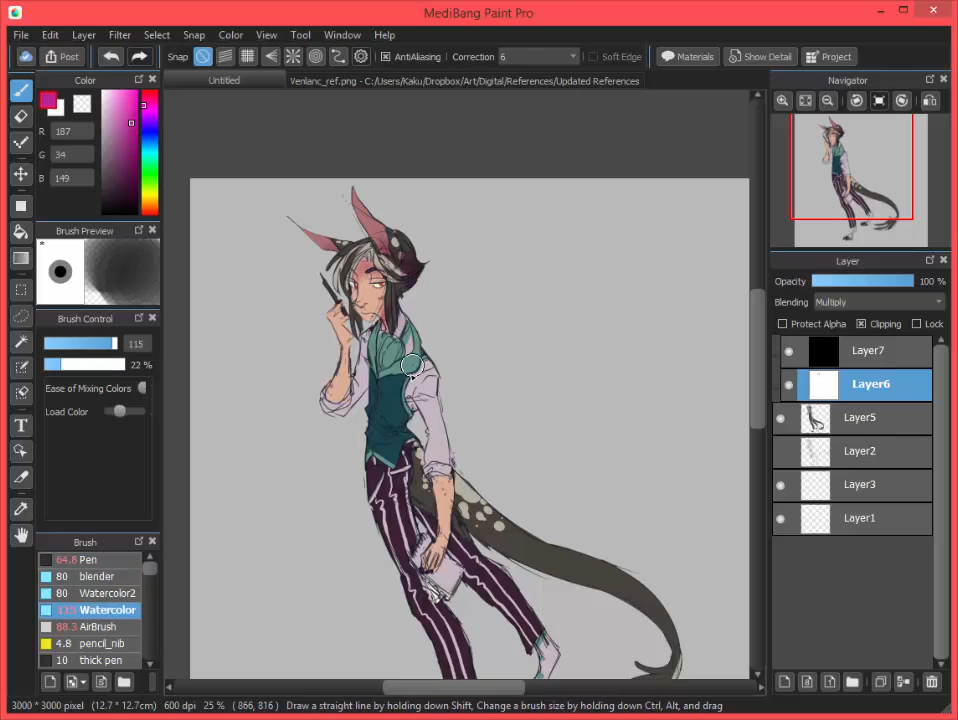 MediBang Paint Pro
File Edit Layer Filter Select Snap Color View Tool Window Help
Post Snap AntiAliasing Correction 6 Soft Edge Materials Show Detail Project
Color Untitled Venlanc_ref.png - C:/Users/Kaku/Dropbox/Art/Digital/References/Updated References Navigator
R 187
G 34
B 149
Brush Preview
*
Layer
Opacity 100 %
Blending Multiply
Brush Control
Protect Alpha Clipping Lock
115
22 %
Layer7
Ease of Mixing Colors
Layer6
Load Color
Layer5
Layer2
Layer3
Layer1
Brush
64.8 Pen
80 blender
80 Watercolor2
115 Watercolor
88.3 AirBrush
4.8 pencil_nib
10 thick pen
3000 * 3000 pixel (12.7 * 12.7cm) 600 dpi 25 % (866, 816) Draw a straight line by holding down Shift, Change a brush size by holding down Ctrl, Alt, and drag